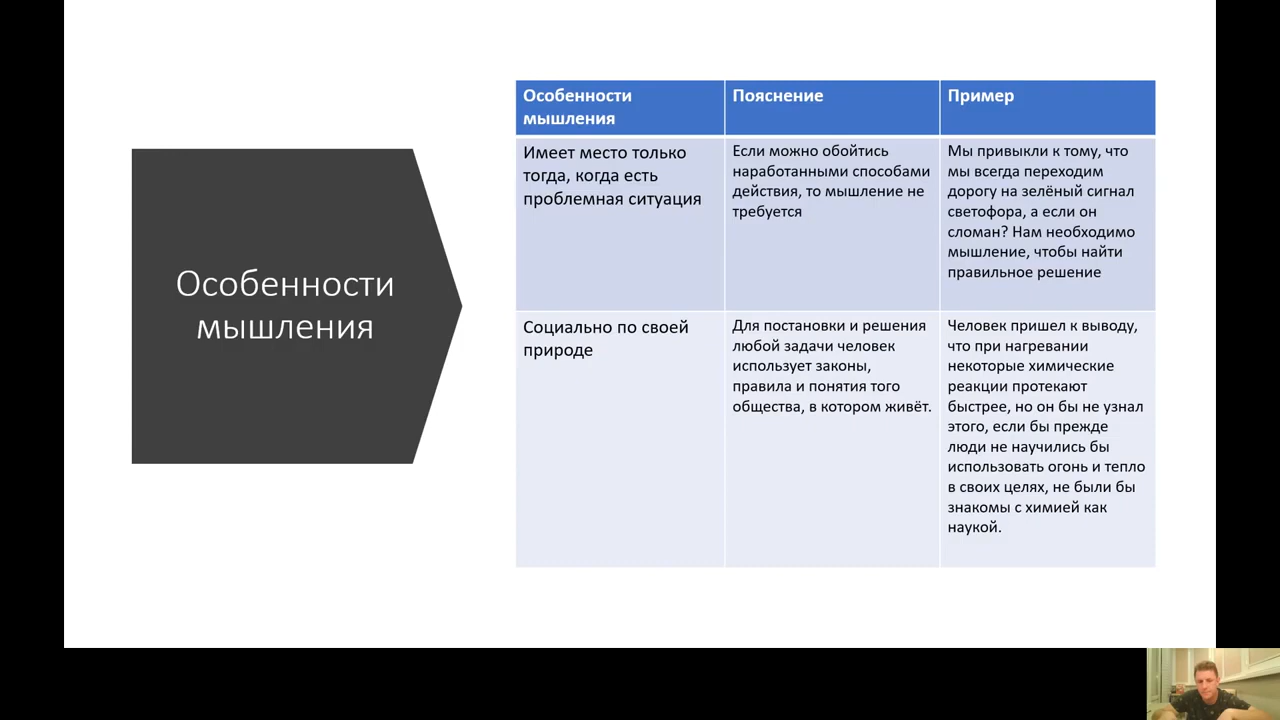 Особенности
мышления
Особенности
мышления
Пояснение
Пример
Имеет место только
тогда, когда есть
проблемная ситуация
Если можно обойтись
наработанными способами
действия, то мышление не
требуется
Мы привыкли к тому, что
мы всегда переходим
дорогу на зелёный сигнал
светофора, а если он
сломан? Нам необходимо
мышление, чтобы найти
правильное решение
Социально по своей
природе
Для постановки и решения
любой задачи человек
использует законы,
правила и понятия того
общества, в котором живёт.
Человек пришел к выводу,
что при нагревании
некоторые химические
реакции протекают
быстрее, но он бы не узнал
этого, если бы прежде
люди не научились бы
использовать огонь и тепло
в своих целях, не были бы
знакомы с химией как
наукой.